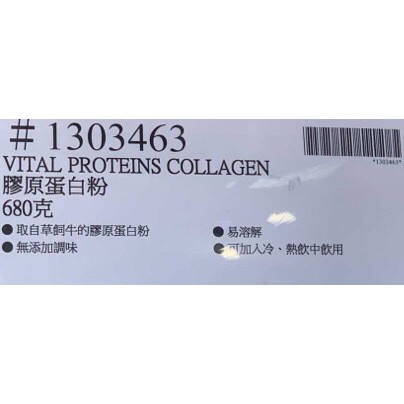 # 1303463
*1303463*
VITAL PROTEINS COLLAGEN
膠原蛋白粉
680克
● 取自草飼牛的膠原蛋白粉
● 易溶解
● 無添加調味
● 可加入冷、熱飲中飲用